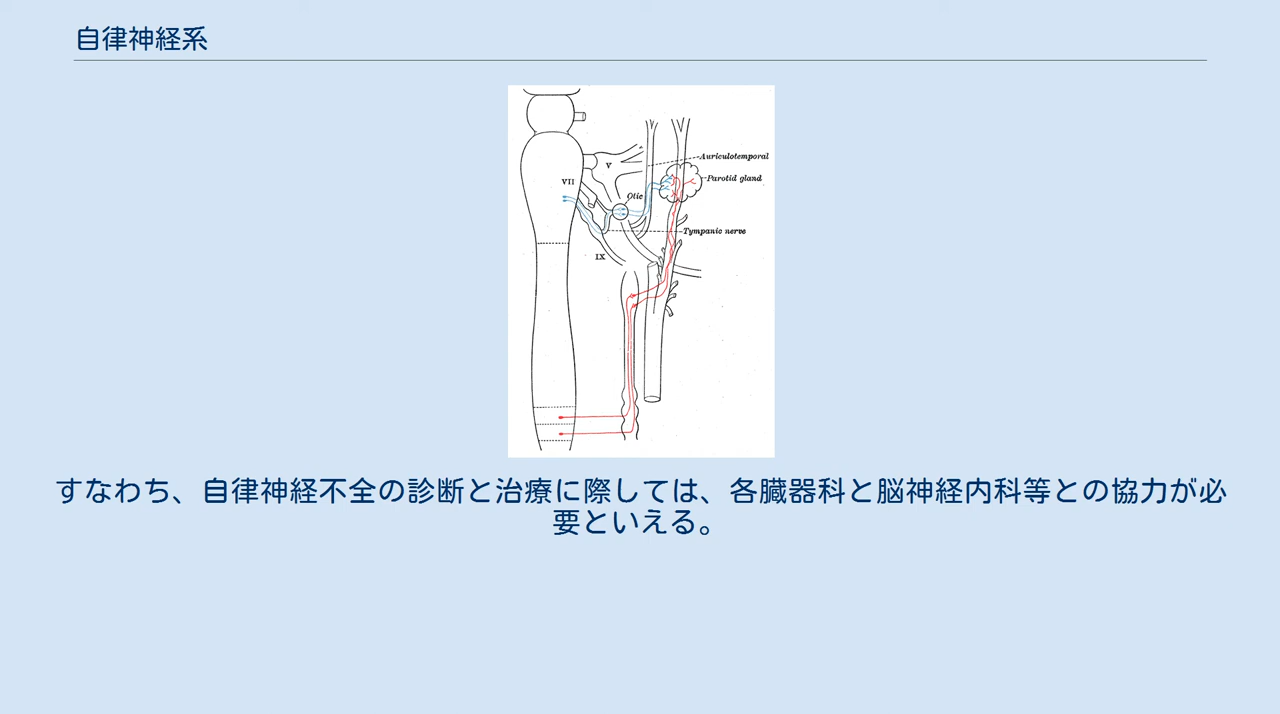 自律神経系
Auriculotemporal
V
Parotid gland
VII
Otic
Tympanic nerve
IX
すなわち、自律神経不全の診断と治療に際しては、各臓器科と脳神経内科等との協力が必
要といえる。